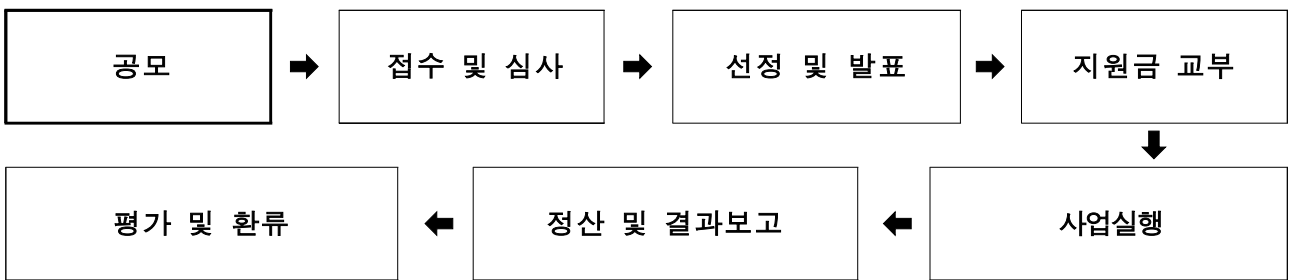 공모
접수 및 심사
선정 및 발표
지원금 교부
사업실행
정산 및 결과보고
평가 및 환류